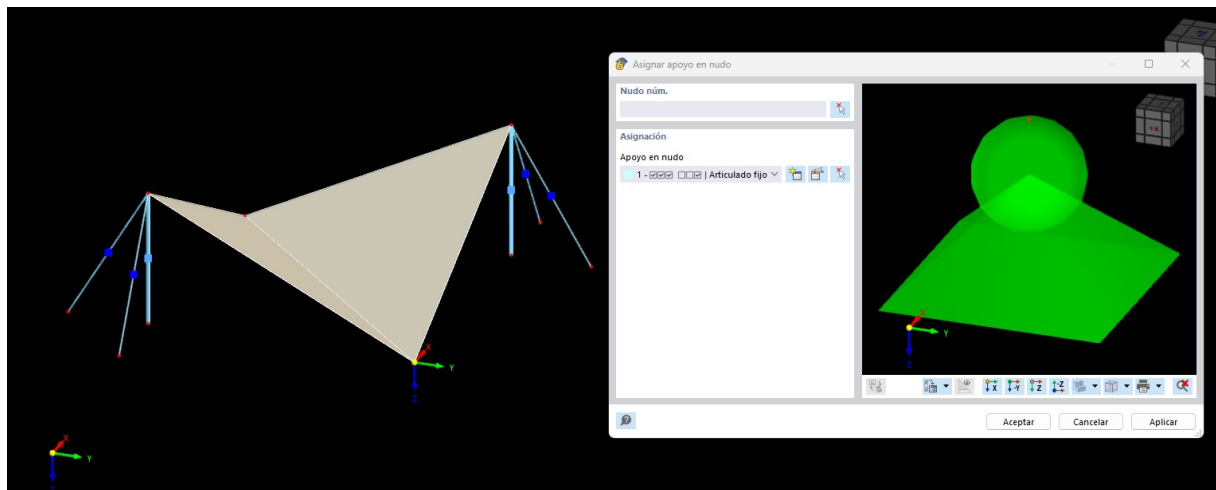 Asignar apoyo en nudo
Nudo núm.
Asignación
Apoyo en nudo
1 - ☑☑☑ ☐☐☑ | Articulado fijo
+X
X
Y
Z
X
Y
Z
X
Y
Z
X
-Y
Z
-Z
Aceptar
Cancelar
Aplicar